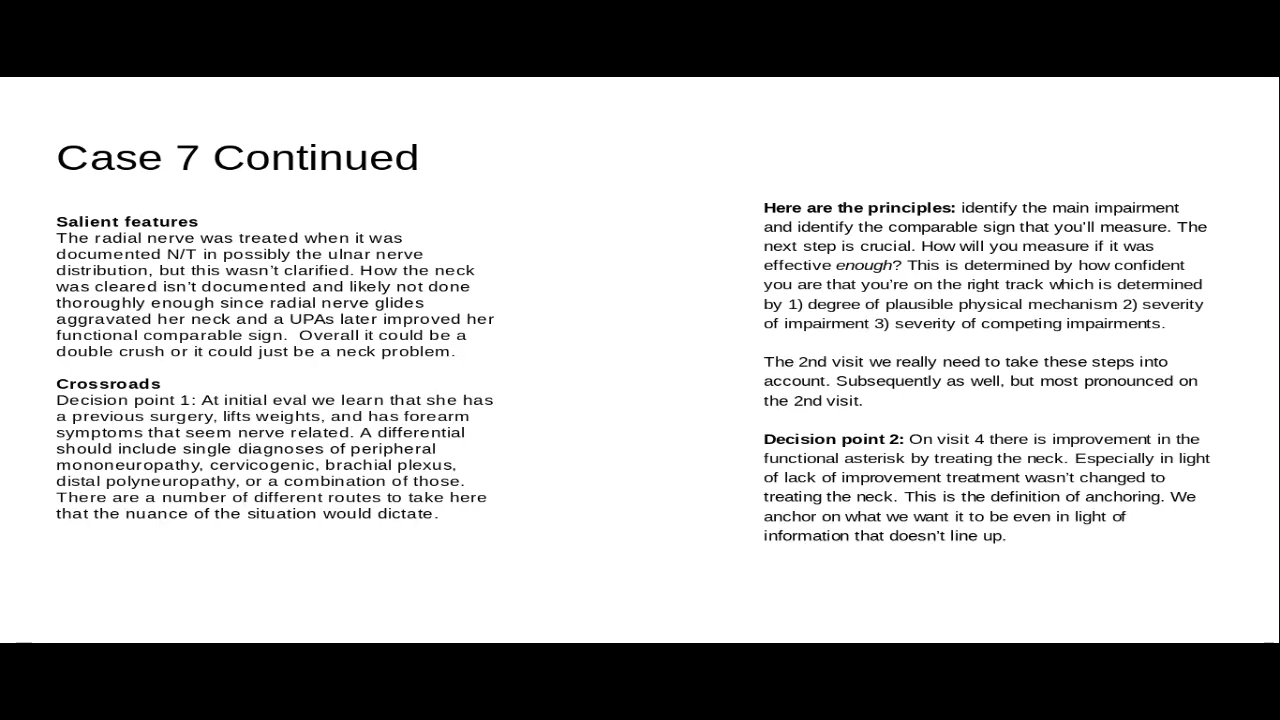 Case 7 Continued
Salient features
The radial nerve was treated when it was
documented N/T in possibly the ulnar nerve
distribution, but this wasn't clarified. How the neck
was cleared isn't documented and likely not done
thoroughly enough since radial nerve glides
aggravated her neck and a UPAs later improved her
functional comparable sign.  Overall it could be a
double crush or it could just be a neck problem.
Crossroads
Decision point 1: At initial eval we learn that she has
a previous surgery, lifts weights, and has forearm
symptoms that seem nerve related. A differential
should include single diagnoses of peripheral
mononeuropathy, cervicogenic, brachial plexus,
distal polyneuropathy, or a combination of those.
There are a number of different routes to take here
that the nuance of the situation would dictate.
Here are the principles: identify the main impairment
and identify the comparable sign that you'll measure. The
next step is crucial. How will you measure if it was
effective enough? This is determined by how confident
you are that you're on the right track which is determined
by 1) degree of plausible physical mechanism 2) severity
of impairment 3) severity of competing impairments.
The 2nd visit we really need to take these steps into
account. Subsequently as well, but most pronounced on
the 2nd visit.
Decision point 2: On visit 4 there is improvement in the
functional asterisk by treating the neck. Especially in light
of lack of improvement treatment wasn't changed to
treating the neck. This is the definition of anchoring. We
anchor on what we want it to be even in light of
information that doesn't line up.